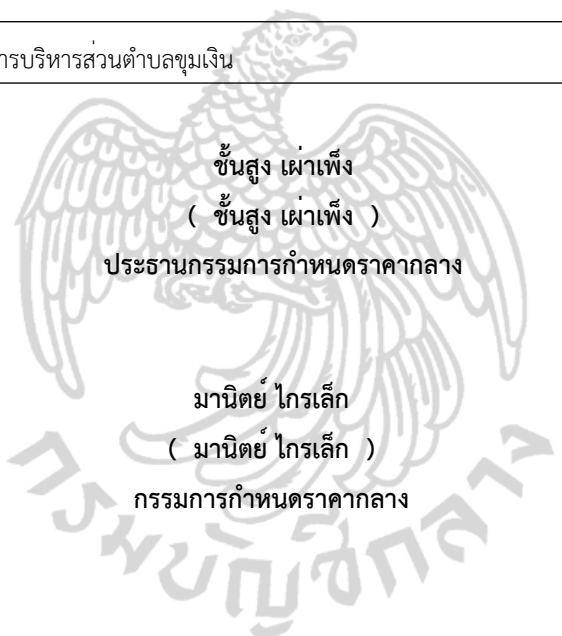 ารบริหารส่วนตำบลขุมเงิน
ชั้นสูง เผ่าเพ็ง
( ชั้นสูง เผ่าเพ็ง )
ประธานกรรมการกำหนดราคากลาง
มานิตย์ ไกรเล็ก
( มานิตย์ ไกรเล็ก )
กรรมการกำหนดราคากลาง
กรมบัญชีกลาง